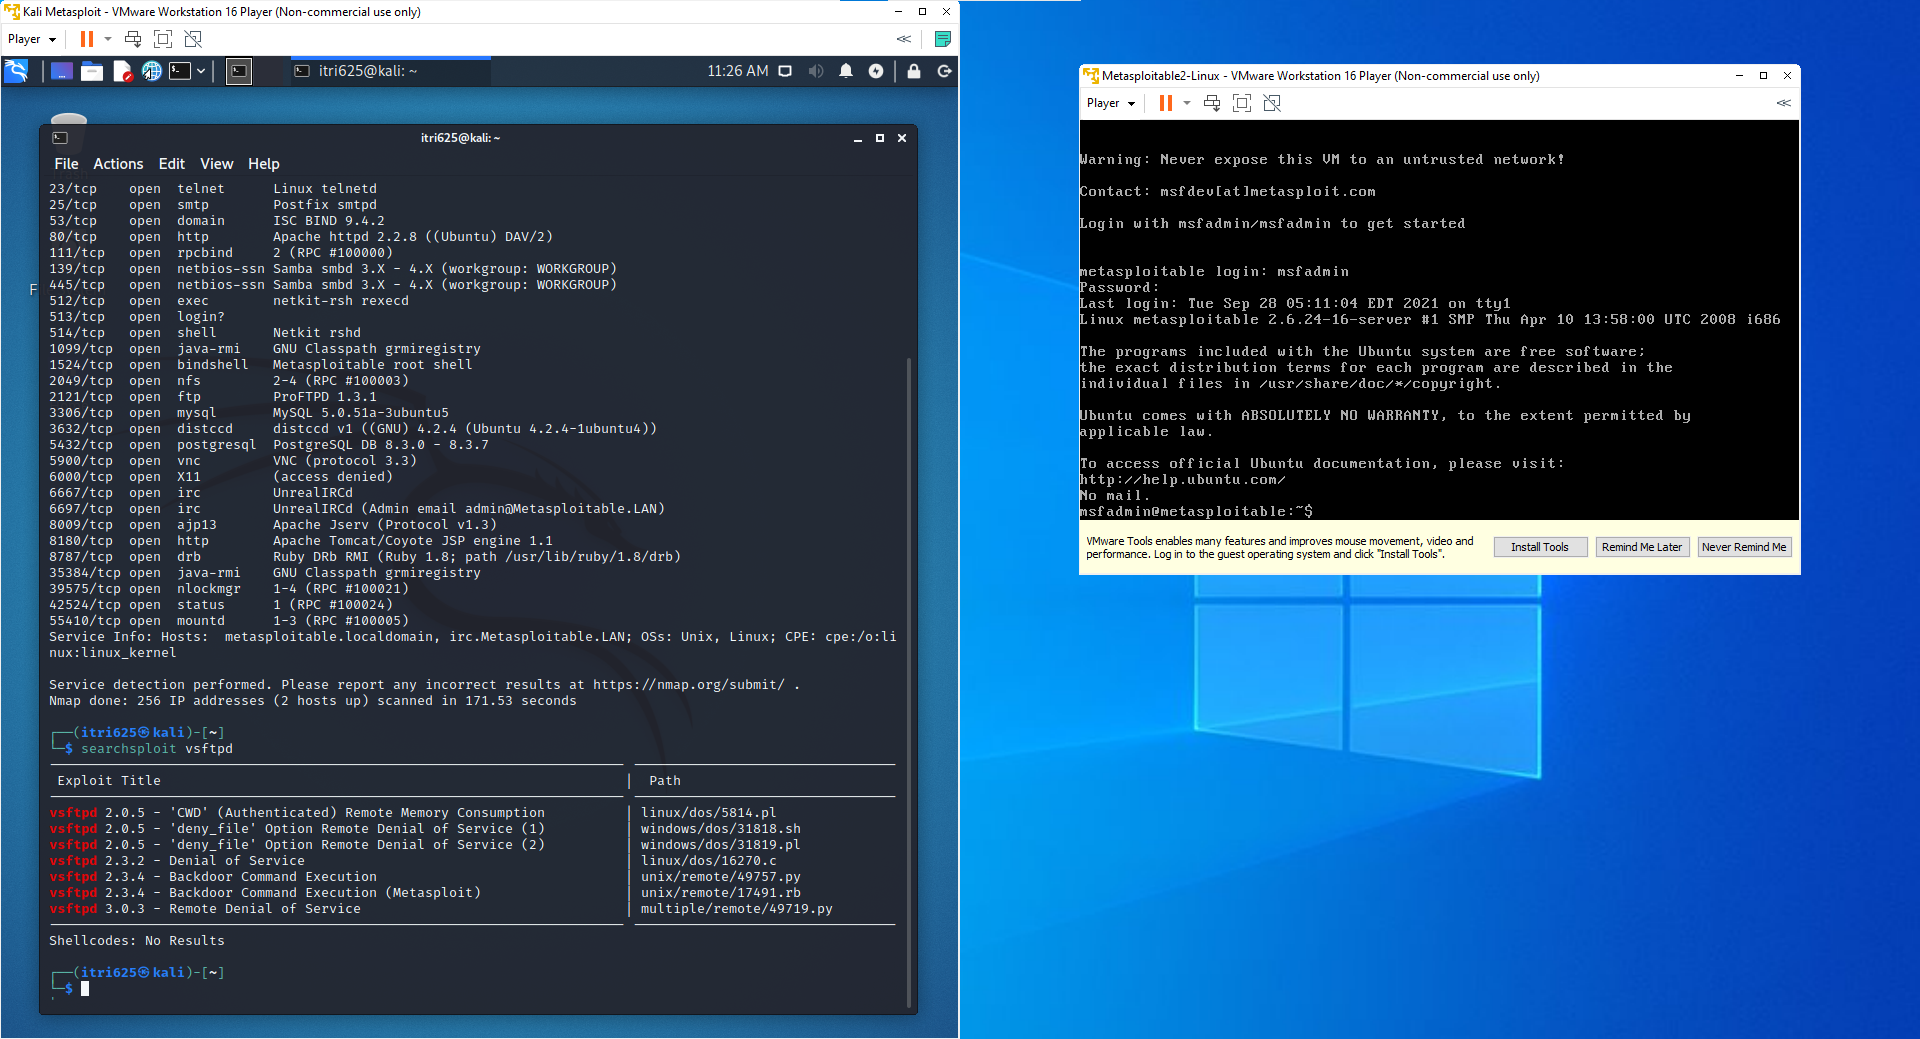 Kali Metasploit - VMware Workstation 16 Player (Non-commercial use only)
Player
itri625@kali: ~
11:26 AM
itri625@kali: ~
File Actions Edit View Help
23/tcp open telnet Linux telnetd
25/tcp open smtp Postfix smtpd
53/tcp open domain ISC BIND 9.4.2
80/tcp open http Apache httpd 2.2.8 ((Ubuntu) DAV/2)
111/tcp open rpcbind 2 (RPC #100000)
139/tcp open netbios-ssn Samba smbd 3.X - 4.X (workgroup: WORKGROUP)
F
445/tcp open netbios-ssn Samba smbd 3.X - 4.X (workgroup: WORKGROUP)
512/tcp open exec netkit-rsh rexecd
513/tcp open login?
514/tcp open shell Netkit rshd
1099/tcp open java-rmi GNU Classpath grmiregistry
1524/tcp open bindshell Metasploitable root shell
2049/tcp open nfs 2-4 (RPC #100003)
2121/tcp open ftp ProFTPD 1.3.1
3306/tcp open mysql MySQL 5.0.51a-3ubuntu5
3632/tcp open distccd distccd v1 ((GNU) 4.2.4 (Ubuntu 4.2.4-1ubuntu4))
5432/tcp open postgresql PostgreSQL DB 8.3.0 - 8.3.7
5900/tcp open vnc VNC (protocol 3.3)
6000/tcp open X11 (access denied)
6667/tcp open irc UnrealIRCd
6697/tcp open irc UnrealIRCd (Admin email admin@Metasploitable.LAN)
8009/tcp open ajp13 Apache Jserv (Protocol v1.3)
8180/tcp open http Apache Tomcat/Coyote JSP engine 1.1
8787/tcp open drb Ruby DRb RMI (Ruby 1.8; path /usr/lib/ruby/1.8/drb)
35384/tcp open java-rmi GNU Classpath grmiregistry
39575/tcp open nlockmgr 1-4 (RPC #100021)
42524/tcp open status 1 (RPC #100024)
55410/tcp open mountd 1-3 (RPC #100005)
Service Info: Hosts: metasploitable.localdomain, irc.Metasploitable.LAN; OSs: Unix, Linux; CPE: cpe:/o:li
nux:linux_kernel
Service detection performed. Please report any incorrect results at https://nmap.org/submit/ .
Nmap done: 256 IP addresses (2 hosts up) scanned in 171.53 seconds
┌──(itri625㉿kali)-[~]
└─$ searchsploit vsftpd
Exploit Title | Path
vsftpd 2.0.5 - 'CWD' (Authenticated) Remote Memory Consumption | linux/dos/5814.pl
vsftpd 2.0.5 - 'deny_file' Option Remote Denial of Service (1) | windows/dos/31818.sh
vsftpd 2.0.5 - 'deny_file' Option Remote Denial of Service (2) | windows/dos/31819.pl
vsftpd 2.3.2 - Denial of Service | linux/dos/16270.c
vsftpd 2.3.4 - Backdoor Command Execution | unix/remote/49757.py
vsftpd 2.3.4 - Backdoor Command Execution (Metasploit) | unix/remote/17491.rb
vsftpd 3.0.3 - Remote Denial of Service | multiple/remote/49719.py
Shellcodes: No Results
┌──(itri625㉿kali)-[~]
└─$
Metasploitable2-Linux - VMware Workstation 16 Player (Non-commercial use only)
Player
Warning: Never expose this VM to an untrusted network!
Contact: msfdev[at]metasploit.com
Login with msfadmin/msfadmin to get started
metasploitable login: msfadmin
Password:
Last login: Tue Sep 28 05:11:04 EDT 2021 on tty1
Linux metasploitable 2.6.24-16-server #1 SMP Thu Apr 10 13:58:00 UTC 2008 i686
The programs included with the Ubuntu system are free software;
the exact distribution terms for each program are described in the
individual files in /usr/share/doc/*/copyright.
Ubuntu comes with ABSOLUTELY NO WARRANTY, to the extent permitted by
applicable law.
To access official Ubuntu documentation, please visit:
http://help.ubuntu.com/
No mail.
msfadmin@metasploitable:~$
VMware Tools enables many features and improves mouse movement, video and
performance. Log in to the guest operating system and click "Install Tools".
Install Tools
Remind Me Later
Never Remind Me